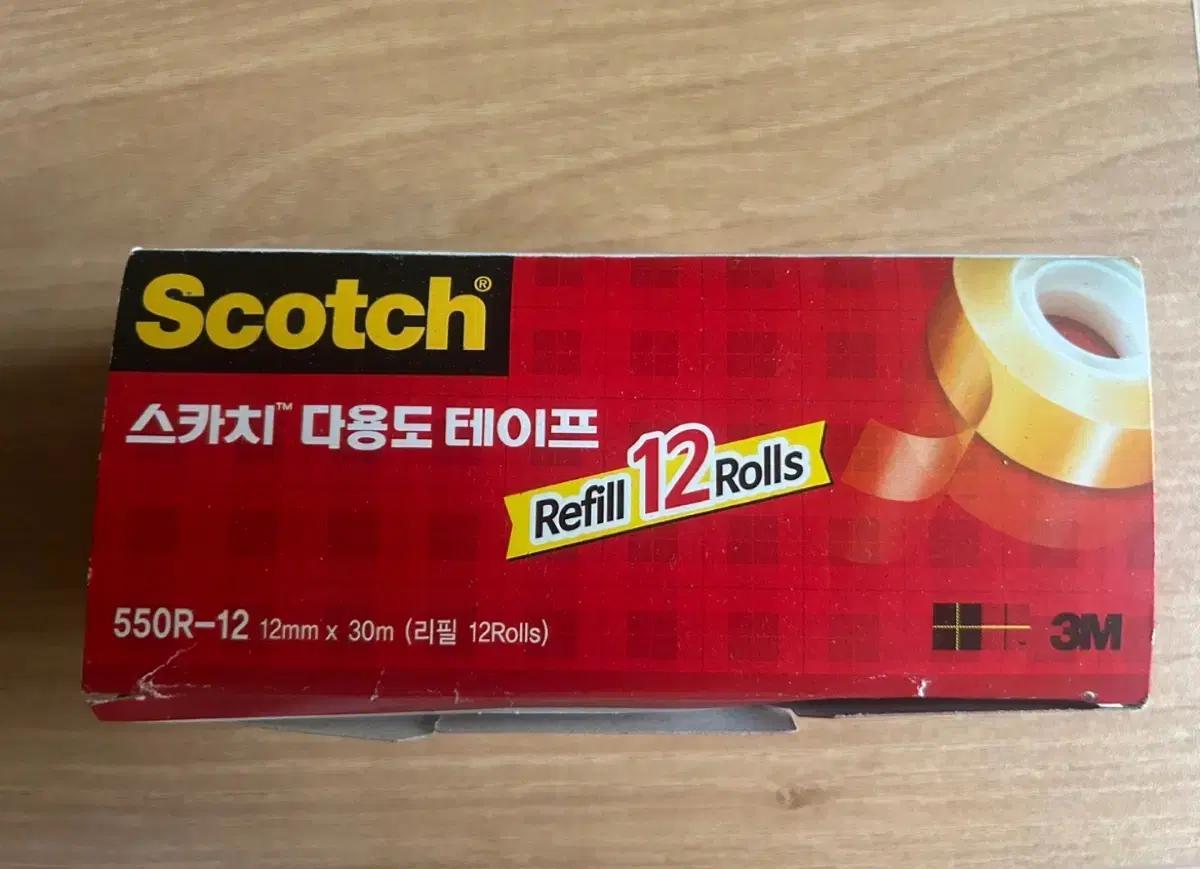 Scotch®
스카치™ 다용도 테이프
Refill 12 Rolls
550R-12 12mm x 30m (리필 12Rolls)
3M